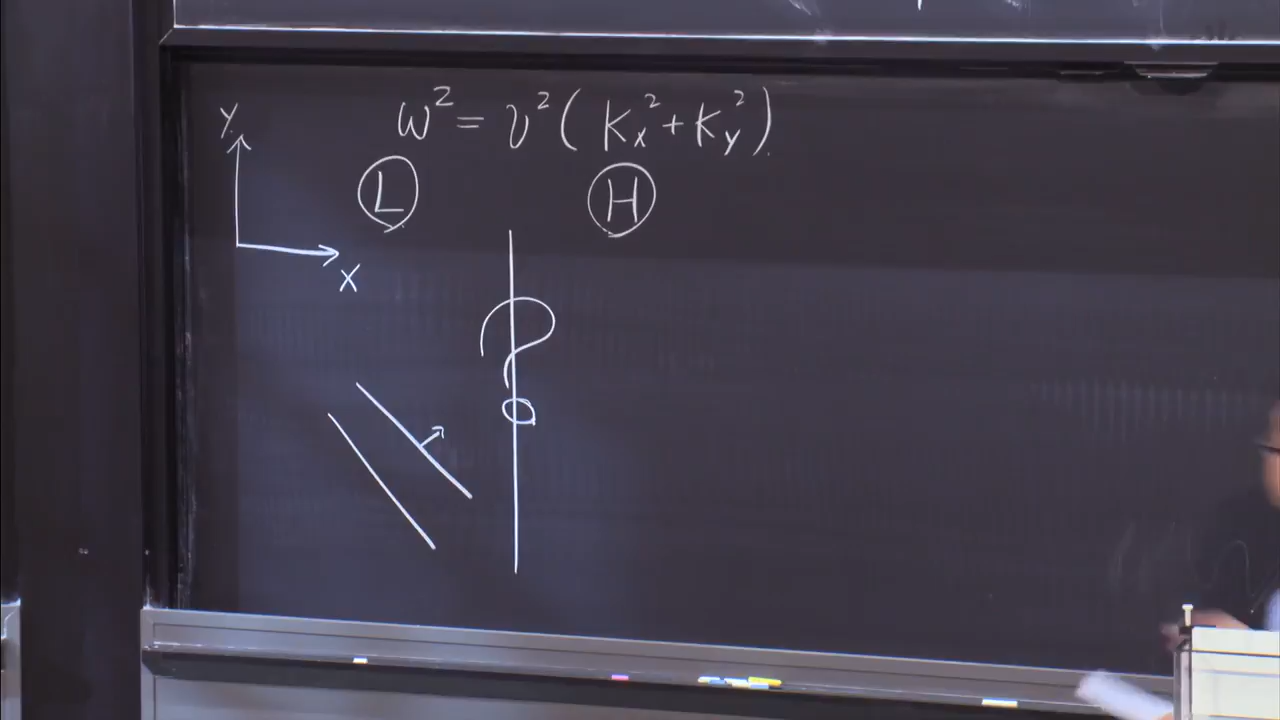 Y
ω² = v² ( Kx² + Ky² )
L H
X
?